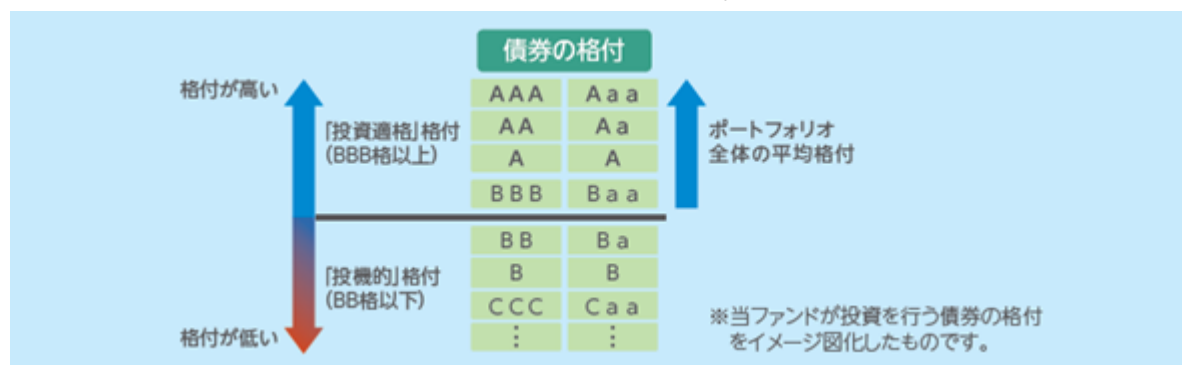 債券の格付
格付が高い
「投資適格」格付
(BBB格以上)
AAA Aaa
AA Aa
A A
BBB Baa
ポートフォリオ
全体の平均格付
「投機的」格付
(BB格以下)
BB Ba
B B
CCC Caa
⋮ ⋮
格付が低い
※当ファンドが投資を行う債券の格付
をイメージ図化したものです。